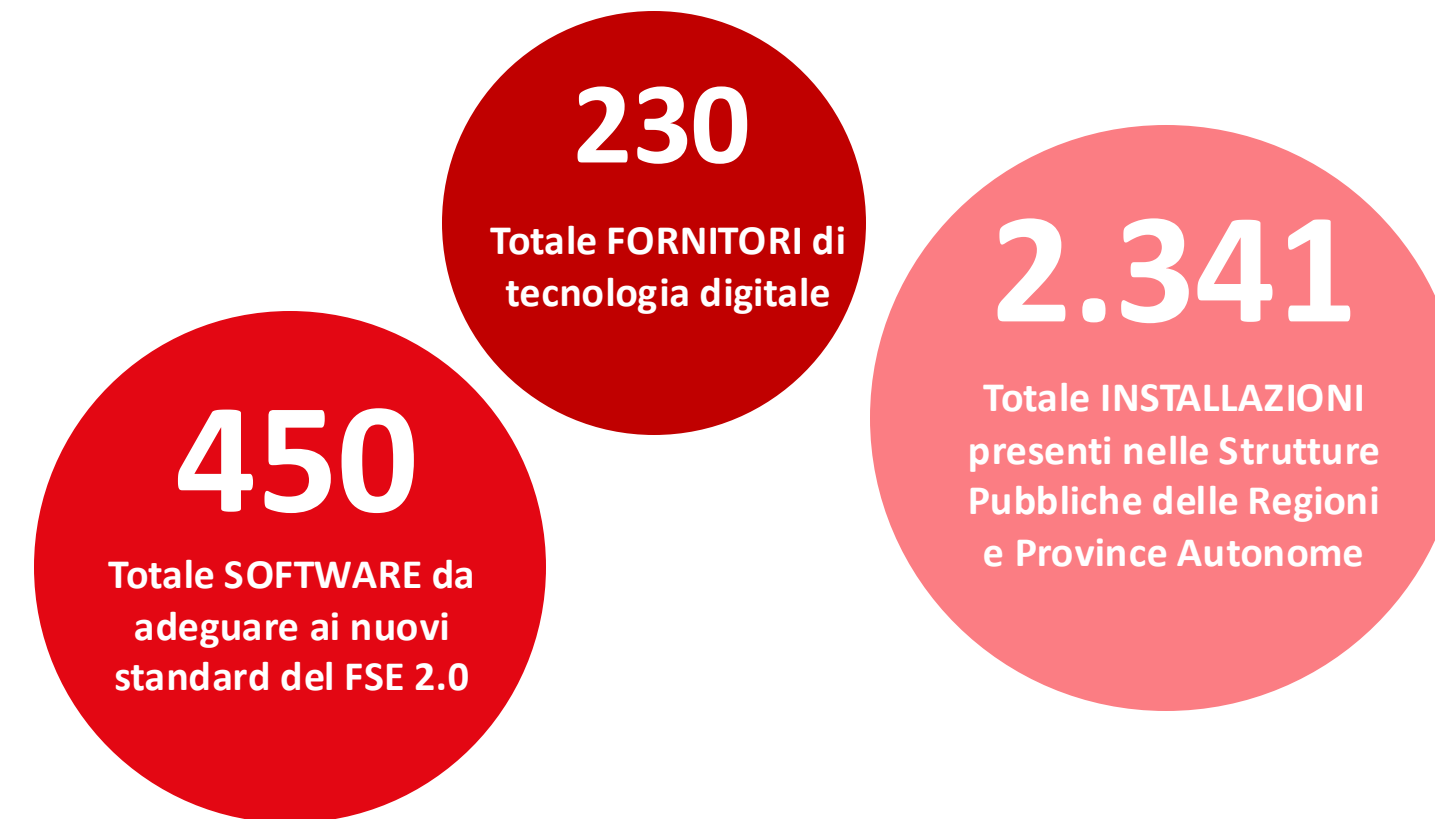 230
Totale FORNITORI di
tecnologia digitale
2.341
Totale INSTALLAZIONI
presenti nelle Strutture
Pubbliche delle Regioni
e Province Autonome
450
Totale SOFTWARE da
adeguare ai nuovi
standard del FSE 2.0